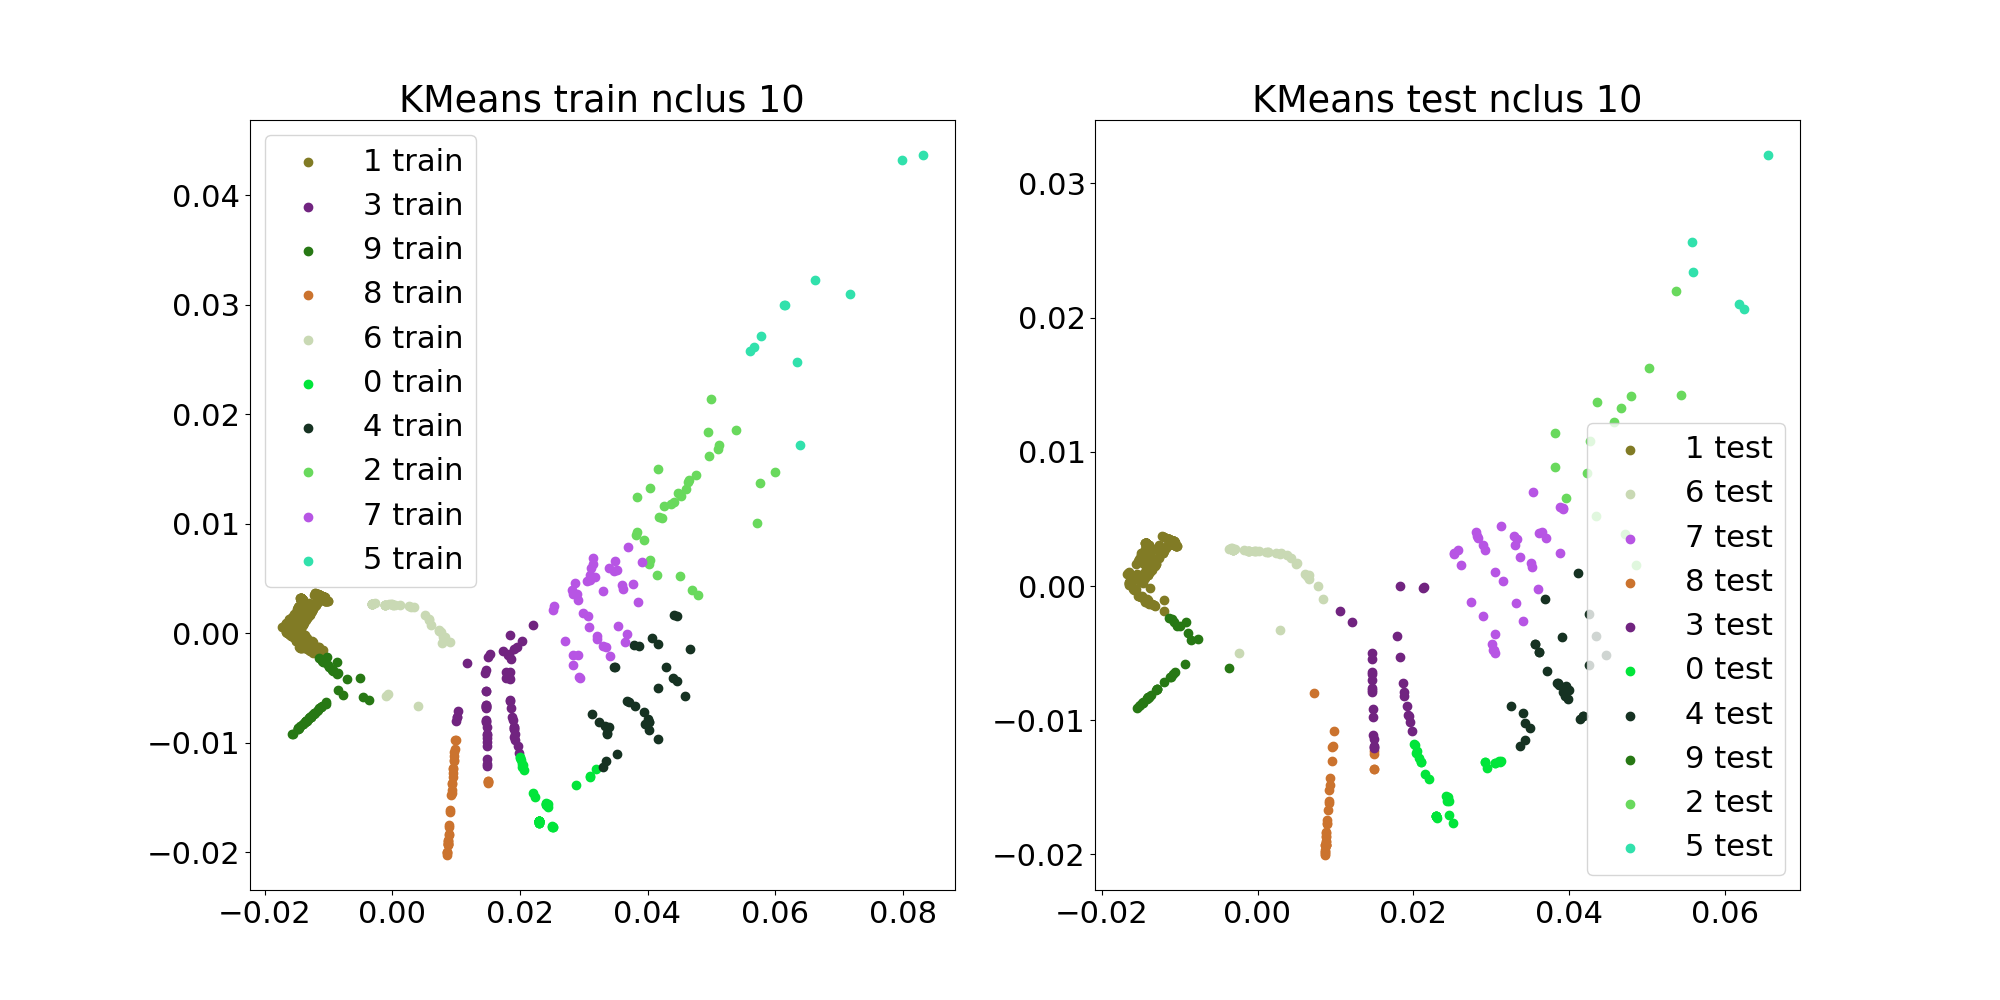 KMeans train nclus 10
1 train
3 train
9 train
8 train
6 train
0 train
4 train
2 train
7 train
5 train
0.04
0.03
0.02
0.01
0.00
−0.01
−0.02
−0.02 0.00 0.02 0.04 0.06 0.08
KMeans test nclus 10
0.03
0.02
0.01
0.00
−0.01
−0.02
1 test
6 test
7 test
8 test
3 test
0 test
4 test
9 test
2 test
5 test
−0.02 0.00 0.02 0.04 0.06